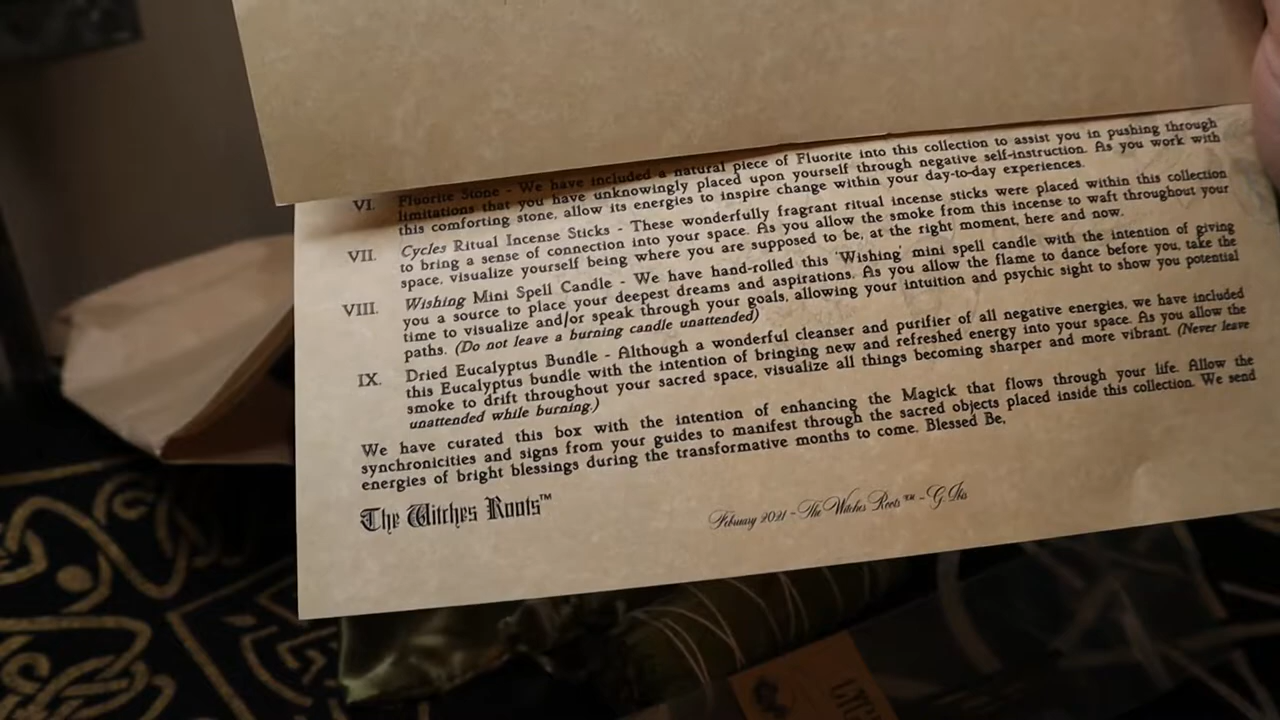 VI. Fluorite Stone - We have included a natural piece of Fluorite into this collection to assist you in pushing through
limitations that you have unknowingly placed upon yourself through negative self-instruction. As you work with
this comforting stone, allow its energies to inspire change within your day-to-day experiences.
VII. Cycles Ritual Incense Sticks - These wonderfully fragrant ritual incense sticks were placed within this collection
to bring a sense of connection into your space. As you allow the smoke from this incense to waft throughout your
space, visualize yourself being where you are supposed to be, at the right moment, here and now.
VIII. Wishing Mini Spell Candle - We have hand-rolled this 'Wishing' mini spell candle with the intention of giving
you a source to place your deepest dreams and aspirations. As you allow the flame to dance before you, take the
time to visualize and/or speak through your goals, allowing your intuition and psychic sight to show you potential
paths. (Do not leave a burning candle unattended)
IX. Dried Eucalyptus Bundle - Although a wonderful cleanser and purifier of all negative energies, we have included
this Eucalyptus bundle with the intention of bringing new and refreshed energy into your space. As you allow the
smoke to drift throughout your sacred space, visualize all things becoming sharper and more vibrant. (Never leave
unattended while burning.)
We have curated this box with the intention of enhancing the Magick that flows through your life. Allow the
synchronicities and signs from your guides to manifest through the sacred objects placed inside this collection. We send
energies of bright blessings during the transformative months to come. Blessed Be,
The Witches Roots™
February 2021 - The Witches Roots ™ - G. Iris